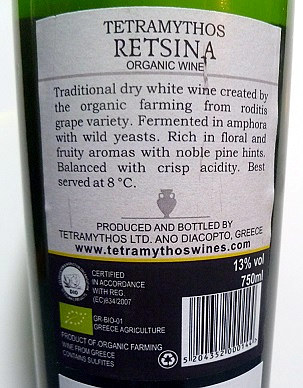 TETRAMYTHOS
RETSINA
ORGANIC WINE
Traditional dry white wine created by
the organic farming from roditis
grape variety. Fermented in amphora
with wild yeasts. Rich in floral and
fruity aromas with noble pine hints.
Balanced with crisp acidity. Best
served at 8 °C.
PRODUCED AND BOTTLED BY
TETRAMYTHOS LTD. ANO DIACOPTO, GREECE
www.tetramythoswines.com
13% vol
750ml
CERTIFIED
IN ACCORDANCE
WITH REG.
(EC)834/2007
BIO
GR-BIO-01
GREECE AGRICULTURE
PRODUCT OF ORGANIC FARMING
WINE FROM GREECE
CONTAINS SULFITES